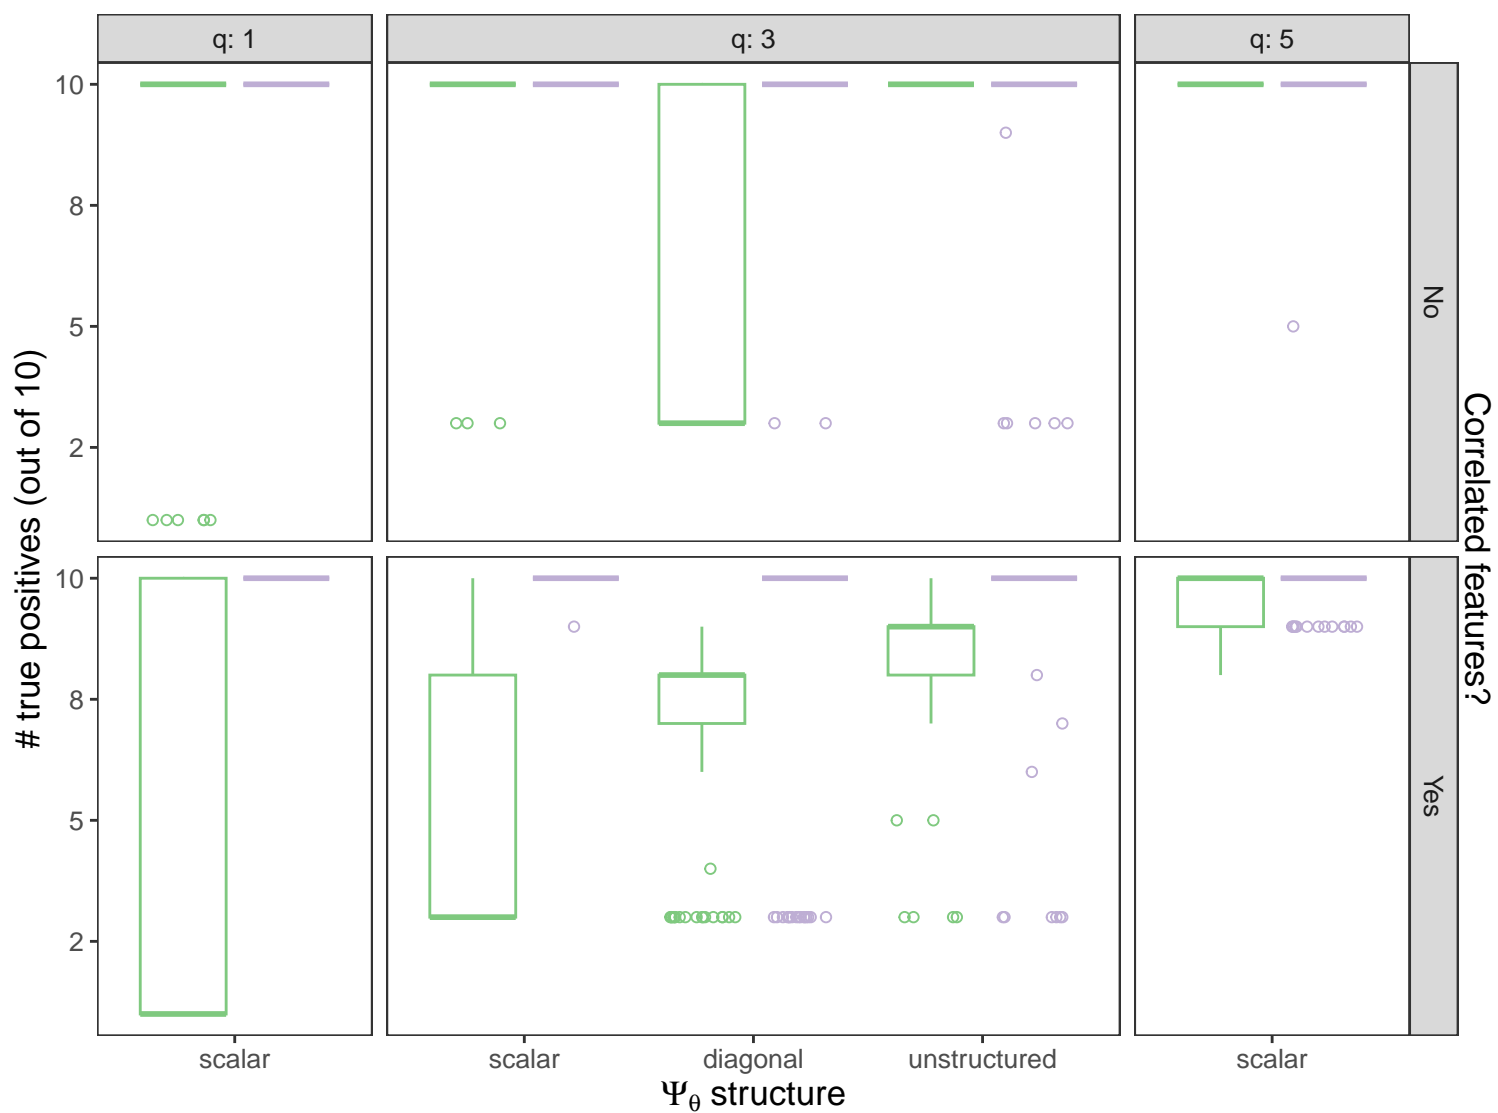 q: 1
q: 3
q: 5
10
8
5
2
No
10
8
5
2
Yes
# true positives (out of 10)
Correlated features?
scalar
scalar
diagonal
unstructured
scalar
Ψθ structure